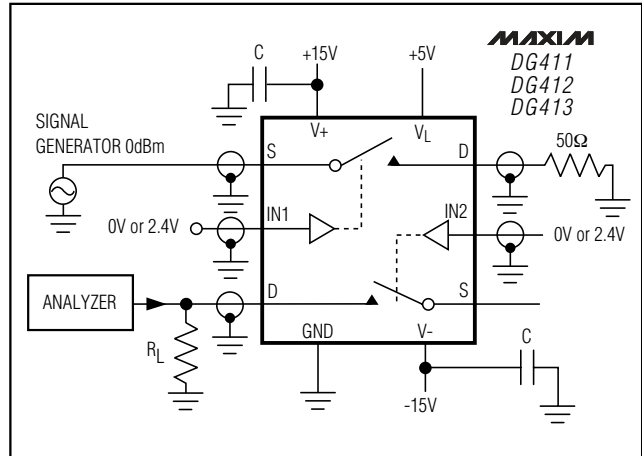 MAXIM
DG411
DG412
DG413
C
+15V
+5V
SIGNAL
GENERATOR 0dBm
V+
VL
S
D
50Ω
IN1
IN2
0V or 2.4V
0V or 2.4V
ANALYZER
D
S
RL
GND
V-
C
-15V